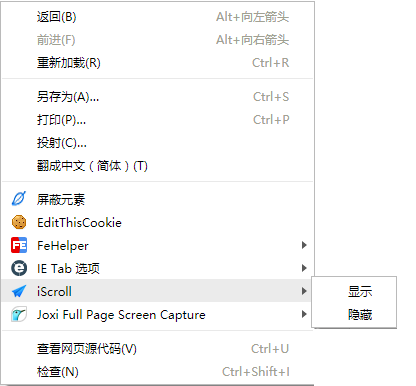 返回(B) Alt+向左箭头
前进(F) Alt+向右箭头
重新加载(R) Ctrl+R
另存为(A)... Ctrl+S
打印(P)... Ctrl+P
投射(C)...
翻成中文（简体）(T)
屏蔽元素
EditThisCookie
FeHelper
IE Tab 选项
iScroll
显示
Joxi Full Page Screen Capture
隐藏
查看网页源代码(V) Ctrl+U
检查(N) Ctrl+Shift+I